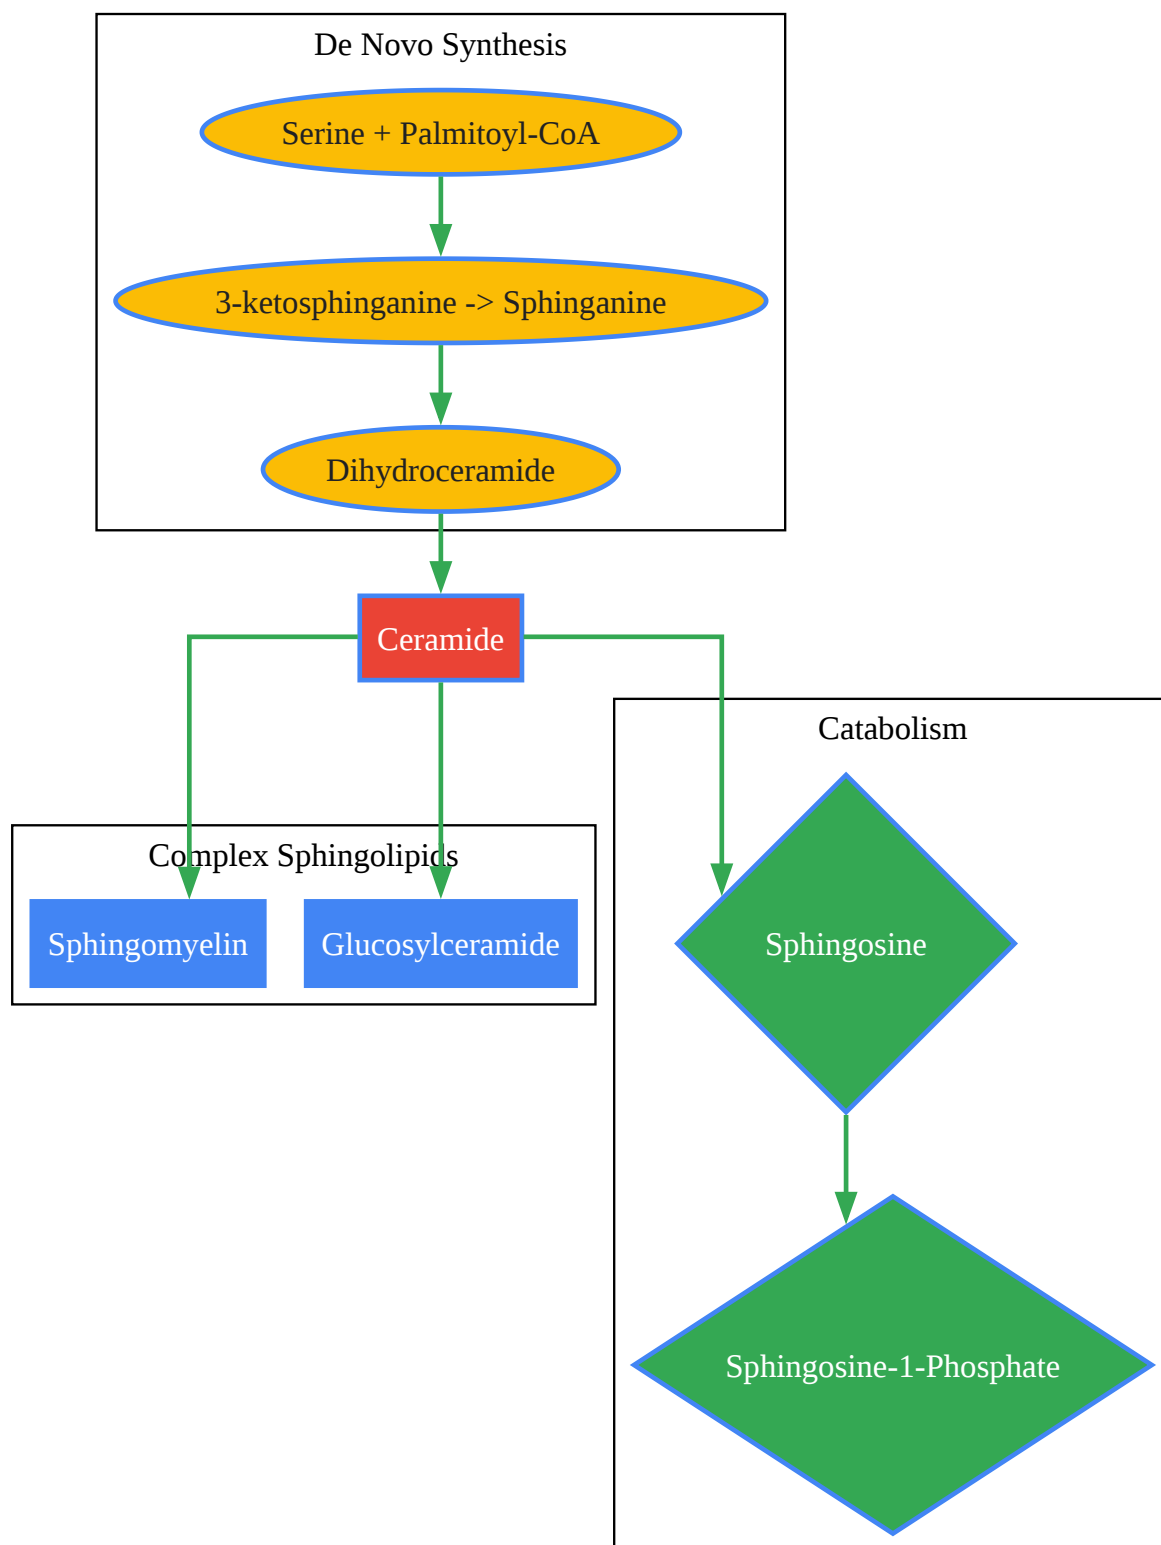 De Novo Synthesis
Serine + Palmitoyl-CoA
3-ketosphinganine -> Sphinganine
Dihydroceramide
Ceramide
Catabolism
Complex Sphingolipids
Sphingomyelin
Glucosylceramide
Sphingosine
Sphingosine-1-Phosphate